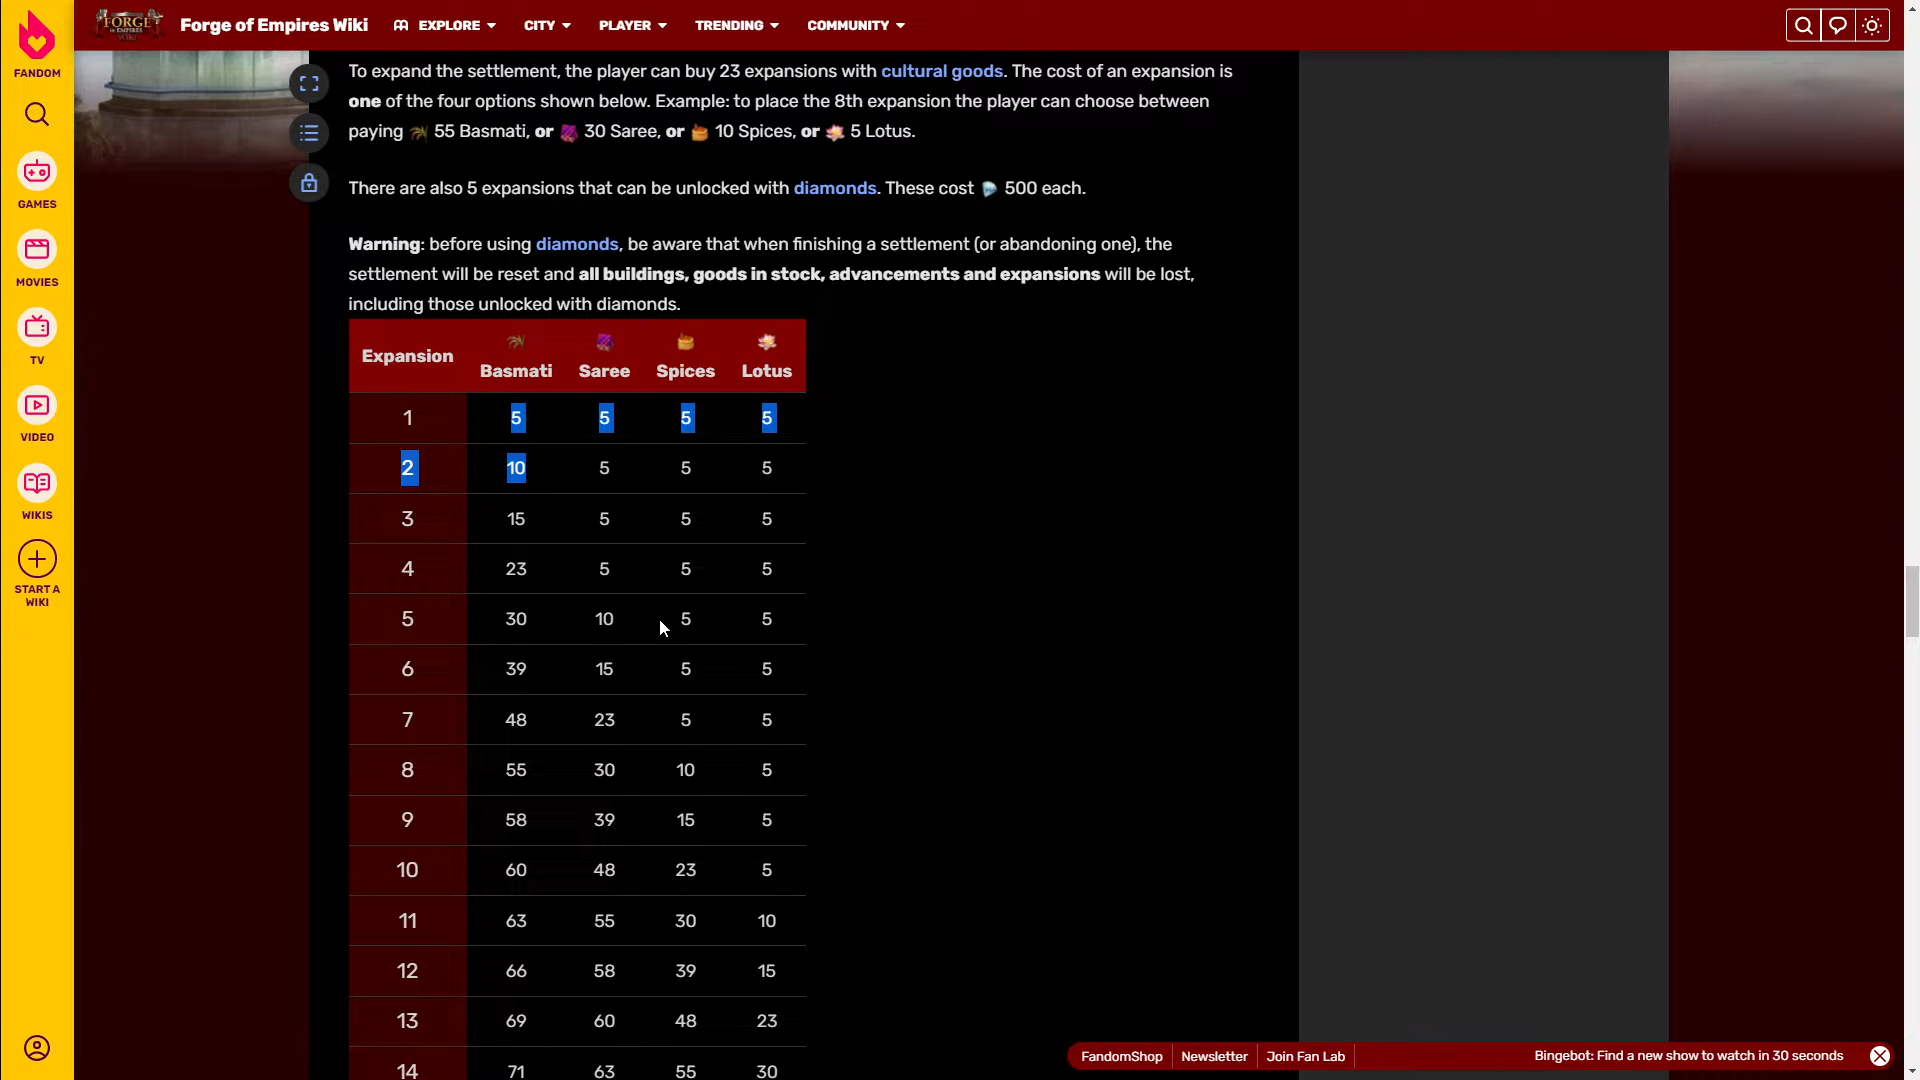 FORGE
OF EMPIRES
WIKI
Forge of Empires Wiki
EXPLORE
CITY
PLAYER
TRENDING
COMMUNITY
FANDOM
GAMES
MOVIES
TV
VIDEO
WIKIS
START A
WIKI
To expand the settlement, the player can buy 23 expansions with cultural goods. The cost of an expansion is
one of the four options shown below. Example: to place the 8th expansion the player can choose between
paying 55 Basmati, or 30 Saree, or 10 Spices, or 5 Lotus.
There are also 5 expansions that can be unlocked with diamonds. These cost 500 each.
Warning: before using diamonds, be aware that when finishing a settlement (or abandoning one), the
settlement will be reset and all buildings, goods in stock, advancements and expansions will be lost,
including those unlocked with diamonds.
Expansion Basmati Saree Spices Lotus
1 5 5 5 5
2 10 5 5 5
3 15 5 5 5
4 23 5 5 5
5 30 10 5 5
6 39 15 5 5
7 48 23 5 5
8 55 30 10 5
9 58 39 15 5
10 60 48 23 5
11 63 55 30 10
12 66 58 39 15
13 69 60 48 23
14 71 63 55 30
FandomShop
Newsletter
Join Fan Lab
Bingebot: Find a new show to watch in 30 seconds